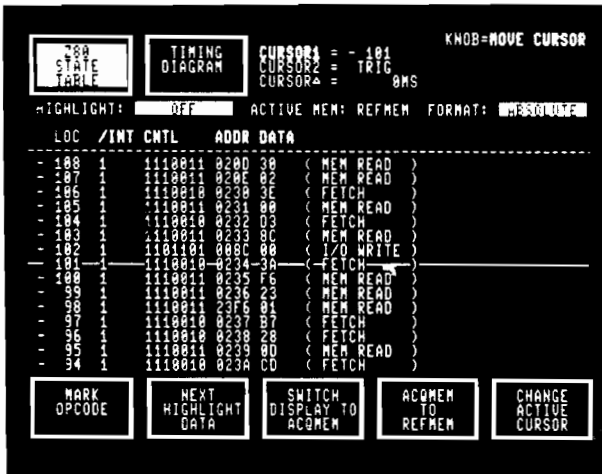 KNOB=MOVE CURSOR
Z80 STATE TABLE
TIMING DIAGRAM
CURSOR1 = - 101
CURSOR2 = TRIG
CURSOR△ = 0MS
HIGHLIGHT: OFF ACTIVE MEM: REFMEM FORMAT: ABSOLUTE
LOC /INT CNTL ADDR DATA
- 108 1 1110011 020D 30 ( MEM READ )
- 107 1 1110011 020E 02 ( MEM READ )
- 106 1 1110010 0230 3E ( FETCH )
- 105 1 1110011 0231 00 ( MEM READ )
- 104 1 1110010 0232 D3 ( FETCH )
- 103 1 1110011 0233 8C ( MEM READ )
- 102 1 1101101 008C 00 ( I/O WRITE )
- 101 1 1110010 0234 3A ( FETCH )
- 100 1 1110011 0235 F6 ( MEM READ )
- 99 1 1110011 0236 23 ( MEM READ )
- 98 1 1110011 23F6 01 ( MEM READ )
- 97 1 1110010 0237 B7 ( FETCH )
- 96 1 1110010 0238 28 ( FETCH )
- 95 1 1110011 0239 0D ( MEM READ )
- 94 1 1110010 023A CD ( FETCH )
MARK OPCODE
NEXT HIGHLIGHT DATA
SWITCH DISPLAY TO ACQMEM
ACQMEM TO REFMEM
CHANGE ACTIVE CURSOR